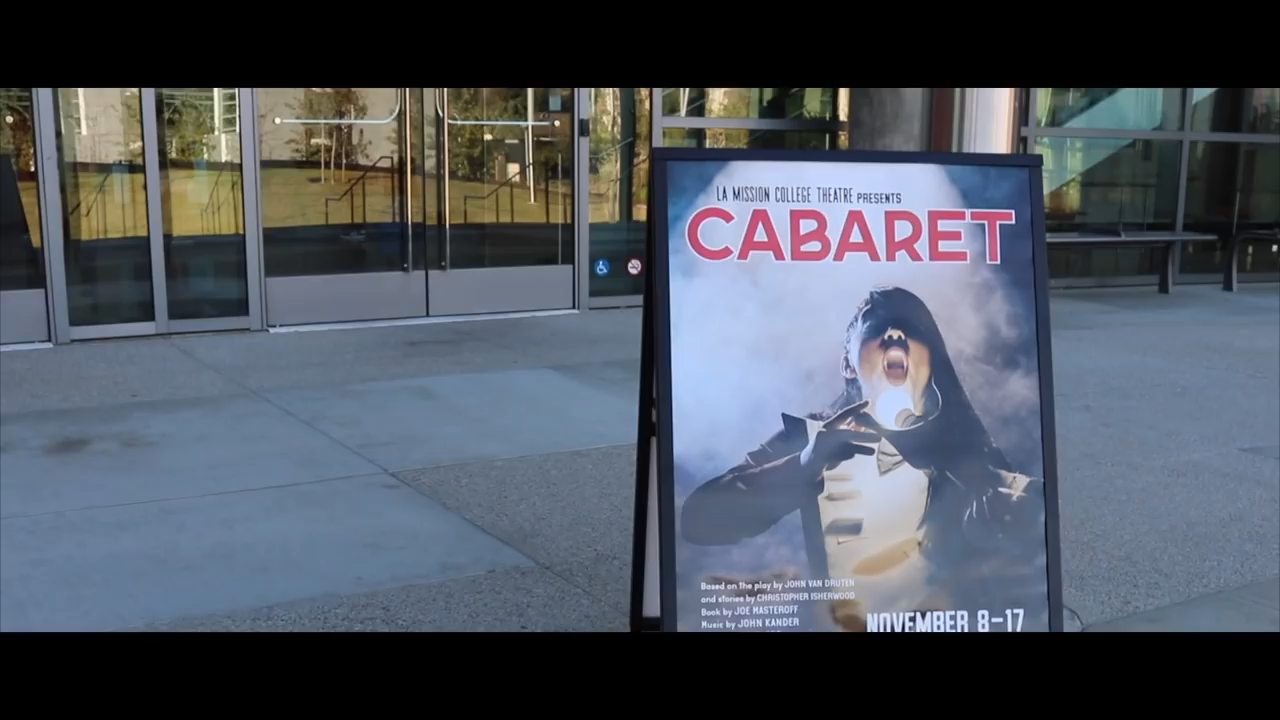 LA MISSION COLLEGE THEATRE PRESENTS
CABARET
Based on the play by JOHN VAN DRUTEN
and stories by CHRISTOPHER ISHERWOOD
Book by JOE MASTEROFF
Music by JOHN KANDER
NOVEMBER 8-17